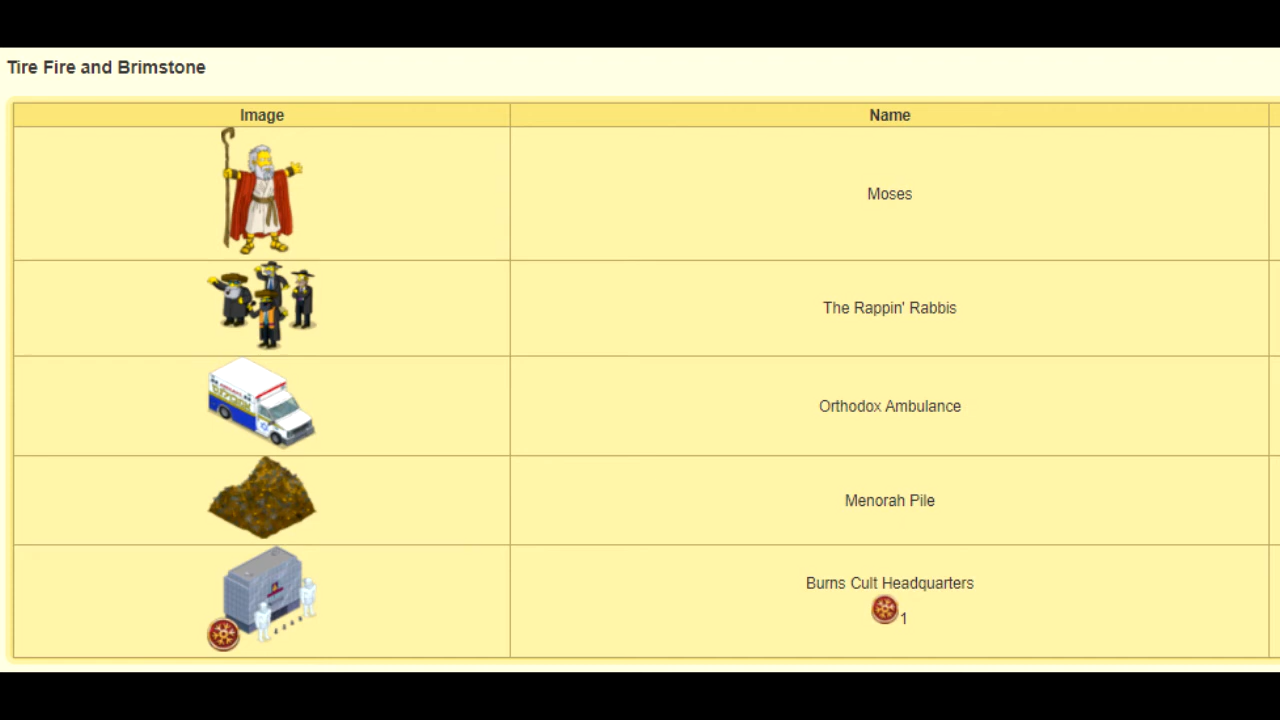 Tire Fire and Brimstone
Image
Name
Moses
The Rappin' Rabbis
Orthodox Ambulance
Menorah Pile
Burns Cult Headquarters
1